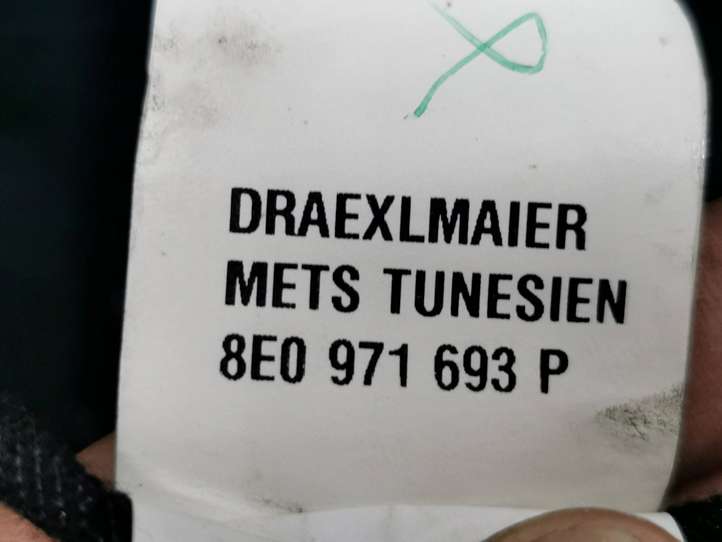 DRAEXLMAIER
METS TUNESIEN
8E0 971 693 P